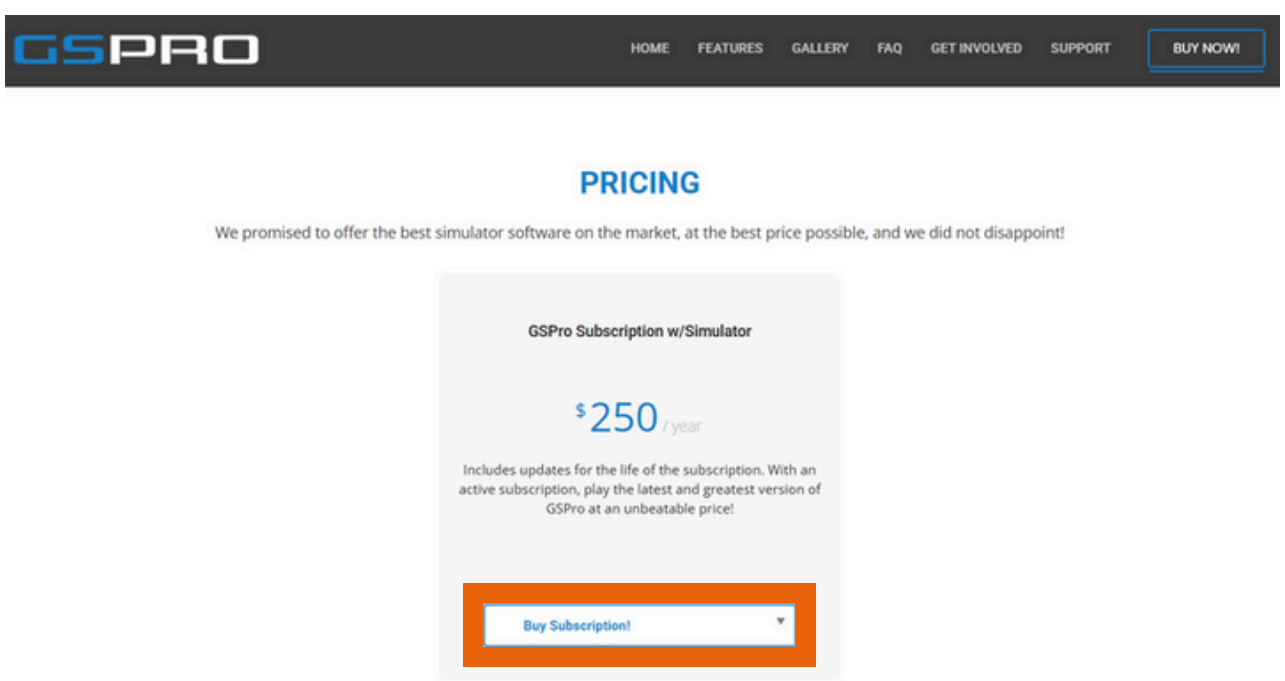 GSPRO
HOME FEATURES GALLERY FAQ GET INVOLVED SUPPORT BUY NOW!
PRICING
We promised to offer the best simulator software on the market, at the best price possible, and we did not disappoint!
GSPro Subscription w/Simulator
$250 / year
Includes updates for the life of the subscription. With an
active subscription, play the latest and greatest version of
GSPro at an unbeatable price!
Buy Subscription!